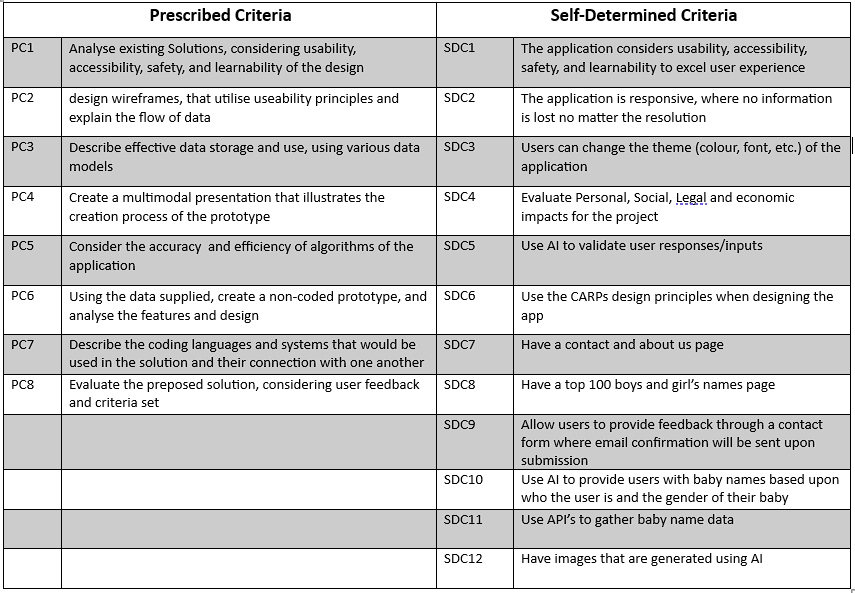 Prescribed Criteria
Self-Determined Criteria
PC1
Analyse existing Solutions, considering usability,
accessibility, safety, and learnability of the design
SDC1
The application considers usability, accessibility,
safety, and learnability to excel user experience
PC2
design wireframes, that utilise useability principles and
explain the flow of data
SDC2
The application is responsive, where no information
is lost no matter the resolution
PC3
Describe effective data storage and use, using various data
models
SDC3
Users can change the theme (colour, font, etc.) of the
application
PC4
Create a multimodal presentation that illustrates the
creation process of the prototype
SDC4
Evaluate Personal, Social, Legal and economic
impacts for the project
PC5
Consider the accuracy and efficiency of algorithms of the
application
SDC5
Use AI to validate user responses/inputs
PC6
Using the data supplied, create a non-coded prototype, and
analyse the features and design
SDC6
Use the CARPs design principles when designing the
app
PC7
Describe the coding languages and systems that would be
used in the solution and their connection with one another
SDC7
Have a contact and about us page
PC8
Evaluate the preposed solution, considering user feedback
and criteria set
SDC8
Have a top 100 boys and girl's names page
SDC9
Allow users to provide feedback through a contact
form where email confirmation will be sent upon
submission
SDC10
Use AI to provide users with baby names based upon
who the user is and the gender of their baby
SDC11
Use API's to gather baby name data
SDC12
Have images that are generated using AI